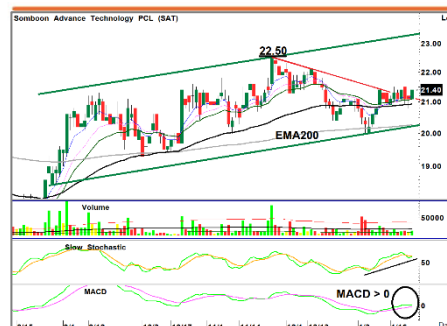 Somboon Advance Technology PCL (SAT)
22.50
23.00
22.00
21.40
21.00
EMA200
20.00
19.00
Volume
50000
Slow Stochastic
50
MACD
MACD > 0
0